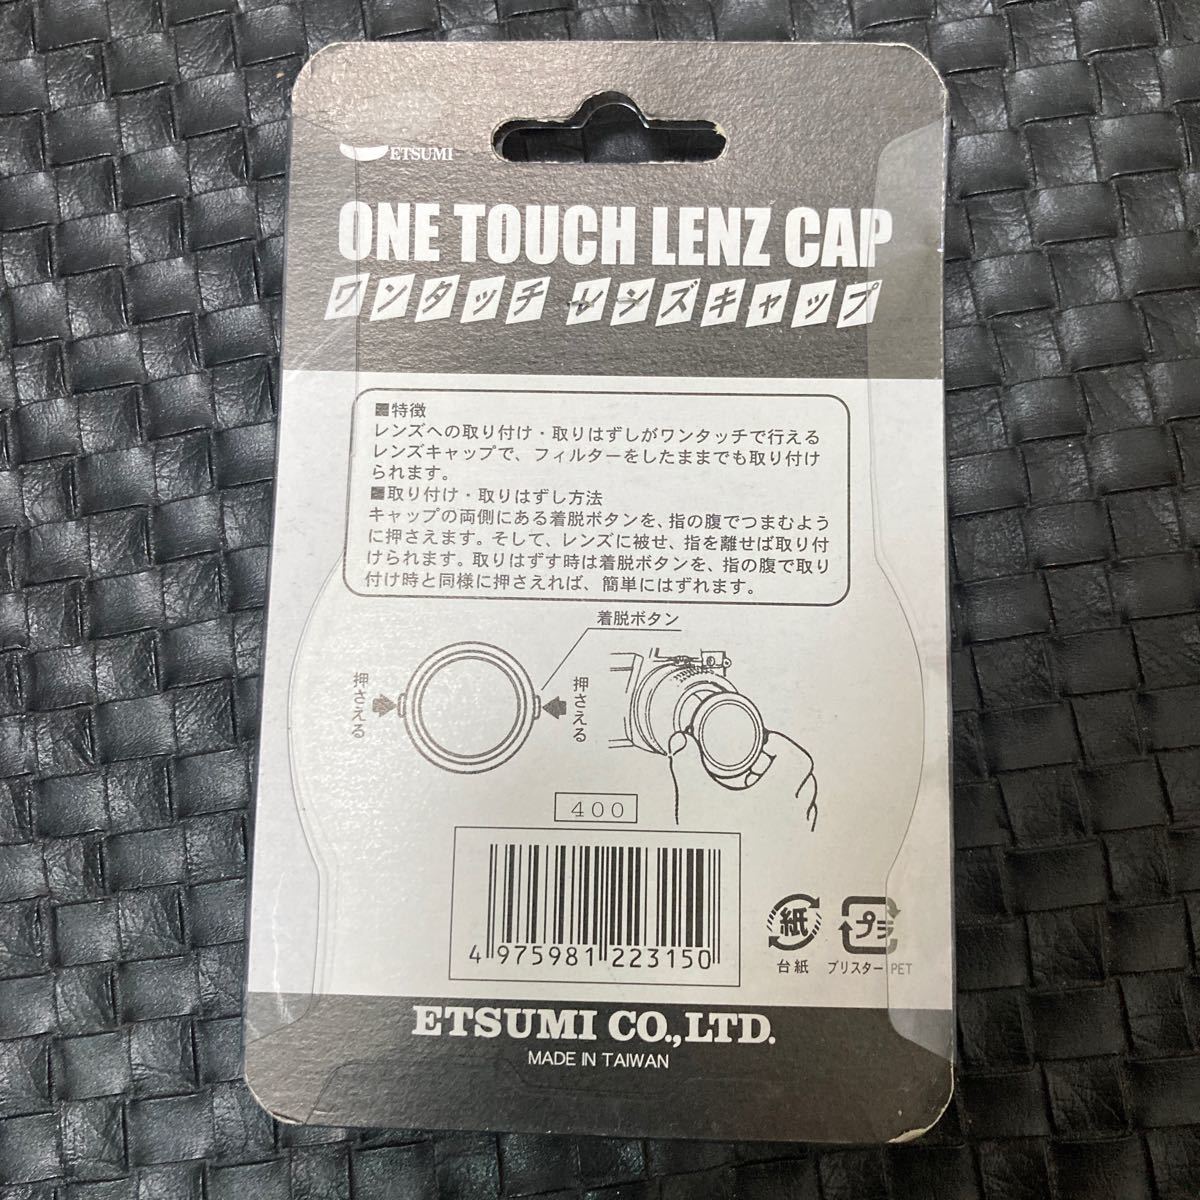 ETSUMI
ONE TOUCH LENZ CAP
ワンタッチ レンズキャップ
■特徴
レンズへの取り付け・取りはずしがワンタッチで行える
レンズキャップで、フィルターをしたままでも取り付け
られます。
■取り付け・取りはずし方法
キャップの両側にある着脱ボタンを、指の腹でつまむよう
に押さえます。そして、レンズに被せ、指を離せば取り付
けられます。取りはずす時は着脱ボタンを、指の腹で取り
付け時と同様に押さえれば、簡単にはずれます。
着脱ボタン
押さえる
押さえる
400
4 975981 223150
紙
台紙
プラ
ブリスター PET
ETSUMI CO.,LTD.
MADE IN TAIWAN